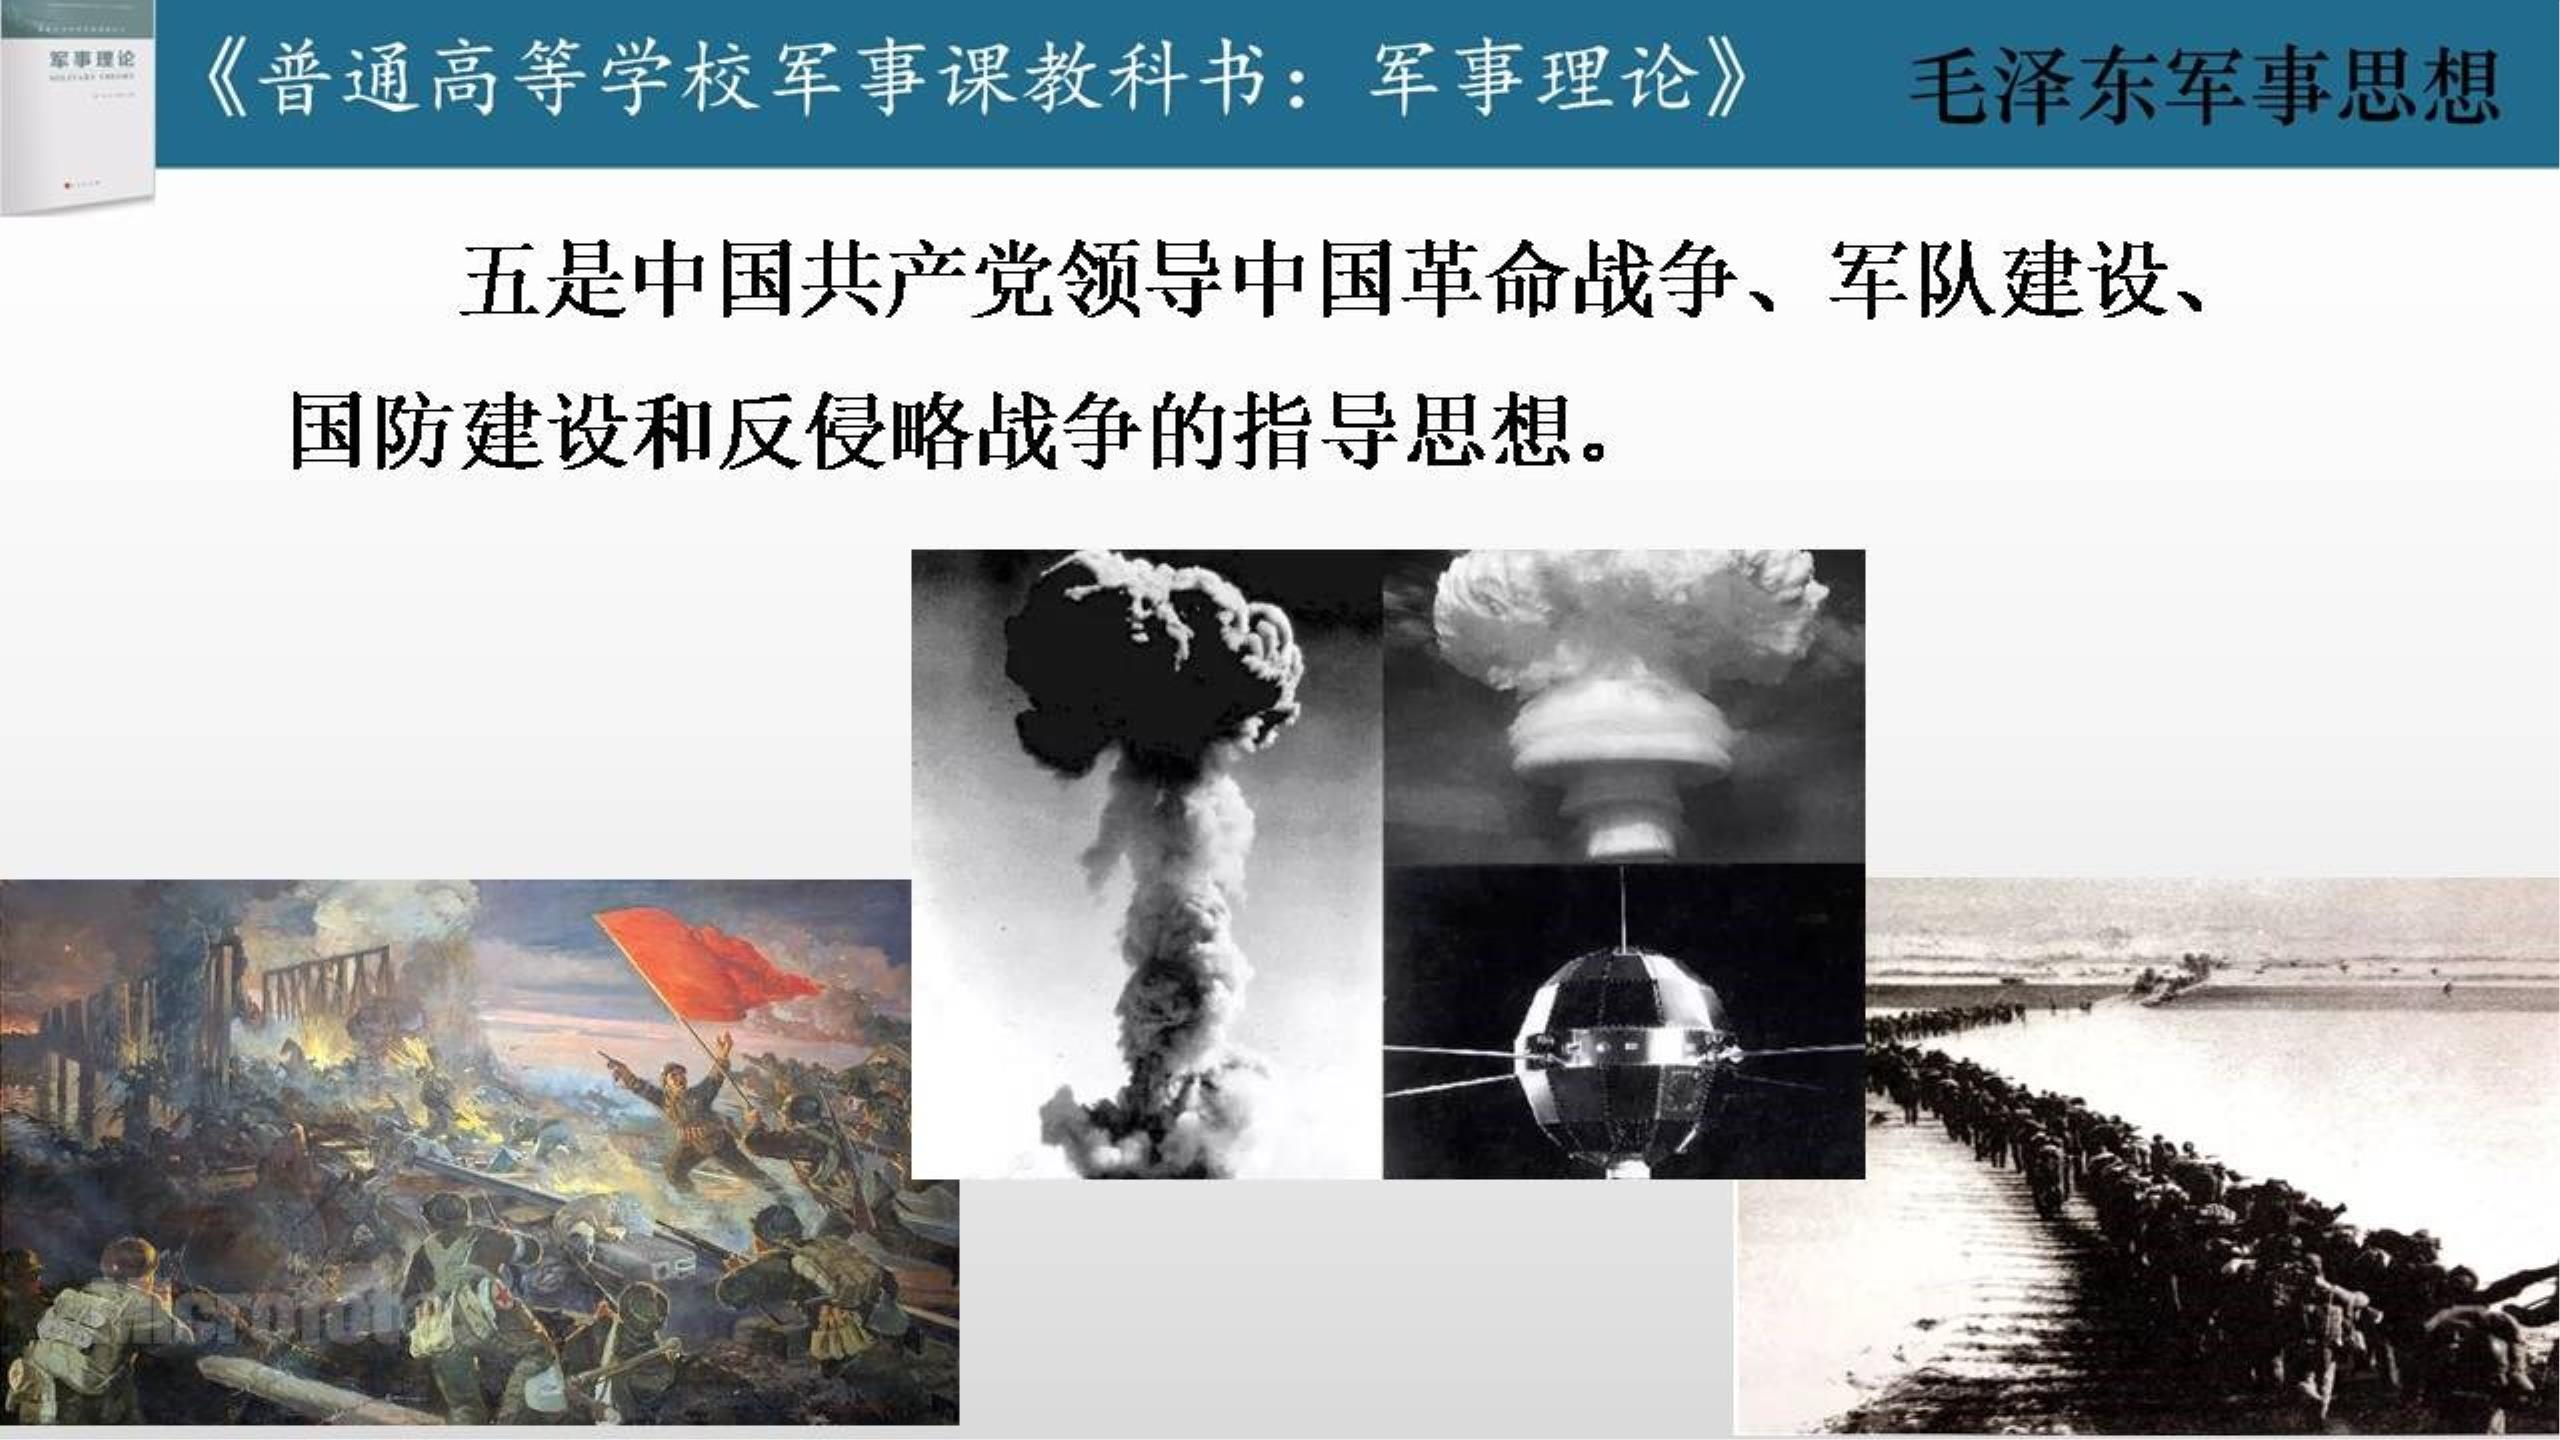 军事理论
MILITARY THEORY
《普通高等学校军事课教科书：军事理论》
毛泽东军事思想
五是中国共产党领导中国革命战争、军队建设、
国防建设和反侵略战争的指导思想。